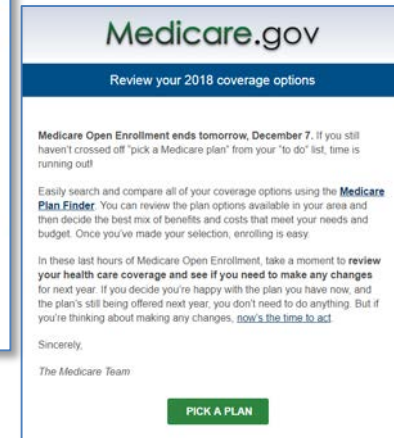 Medicare.gov
Review your 2018 coverage options
Medicare Open Enrollment ends tomorrow, December 7. If you still
haven't crossed off "pick a Medicare plan" from your "to do" list, time is
running out!
Easily search and compare all of your coverage options using the Medicare
Plan Finder. You can review the plan options available in your area and
then decide the best mix of benefits and costs that meet your needs and
budget. Once you've made your selection, enrolling is easy.
In these last hours of Medicare Open Enrollment, take a moment to review
your health care coverage and see if you need to make any changes
for next year. If you decide you're happy with the plan you have now, and
the plan's still being offered next year, you don't need to do anything. But if
you're thinking about making any changes, now's the time to act.
Sincerely,
The Medicare Team
PICK A PLAN